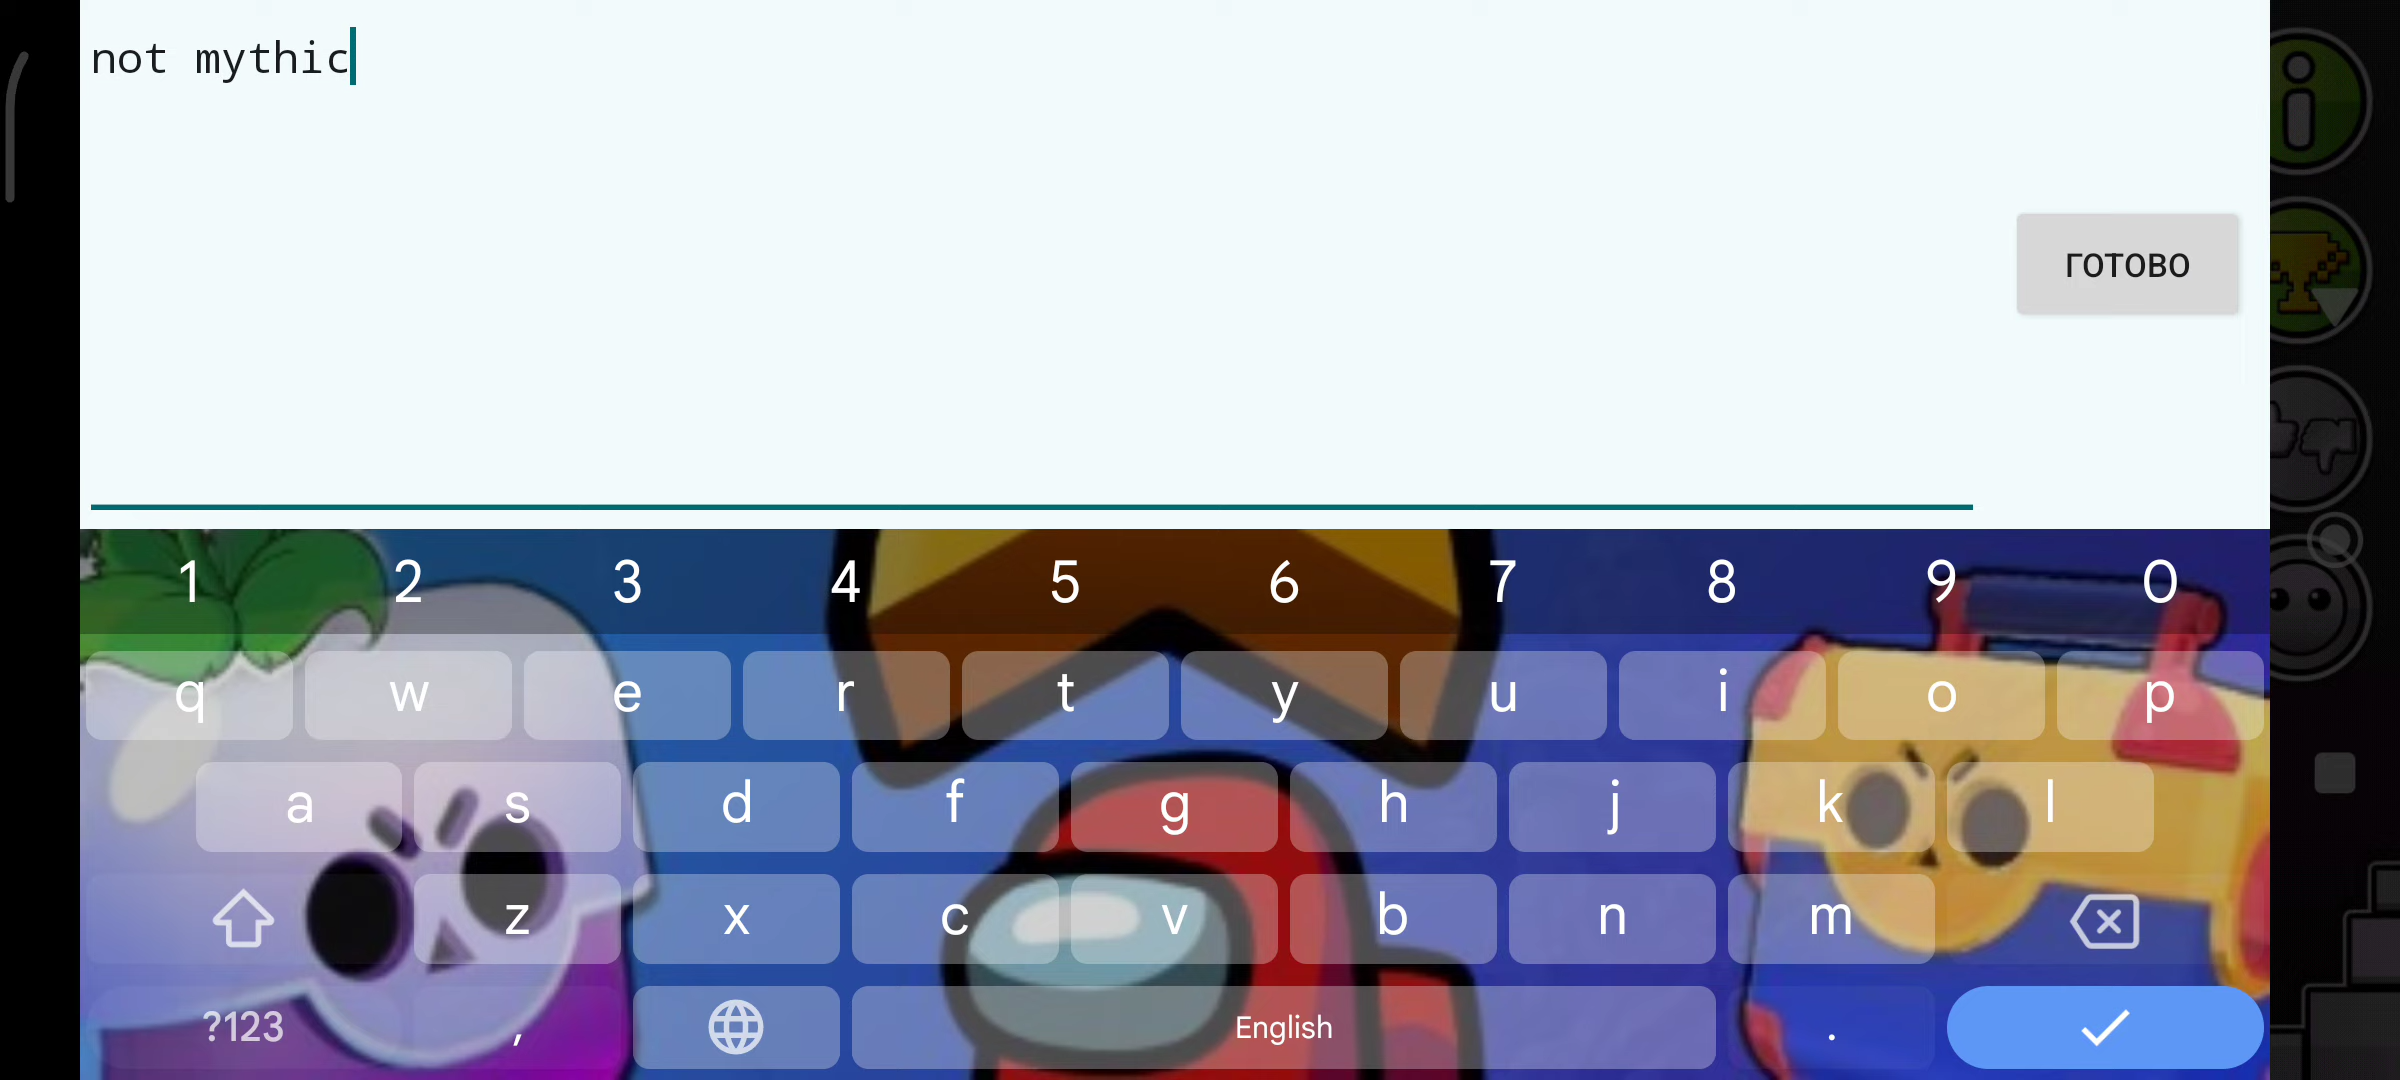 not mythic
ГОТОВО
1 2 3 4 5 6 7 8 9 0
q w e r t y u i o p
a s d f g h j k l
z x c v b n m
?123 , English .